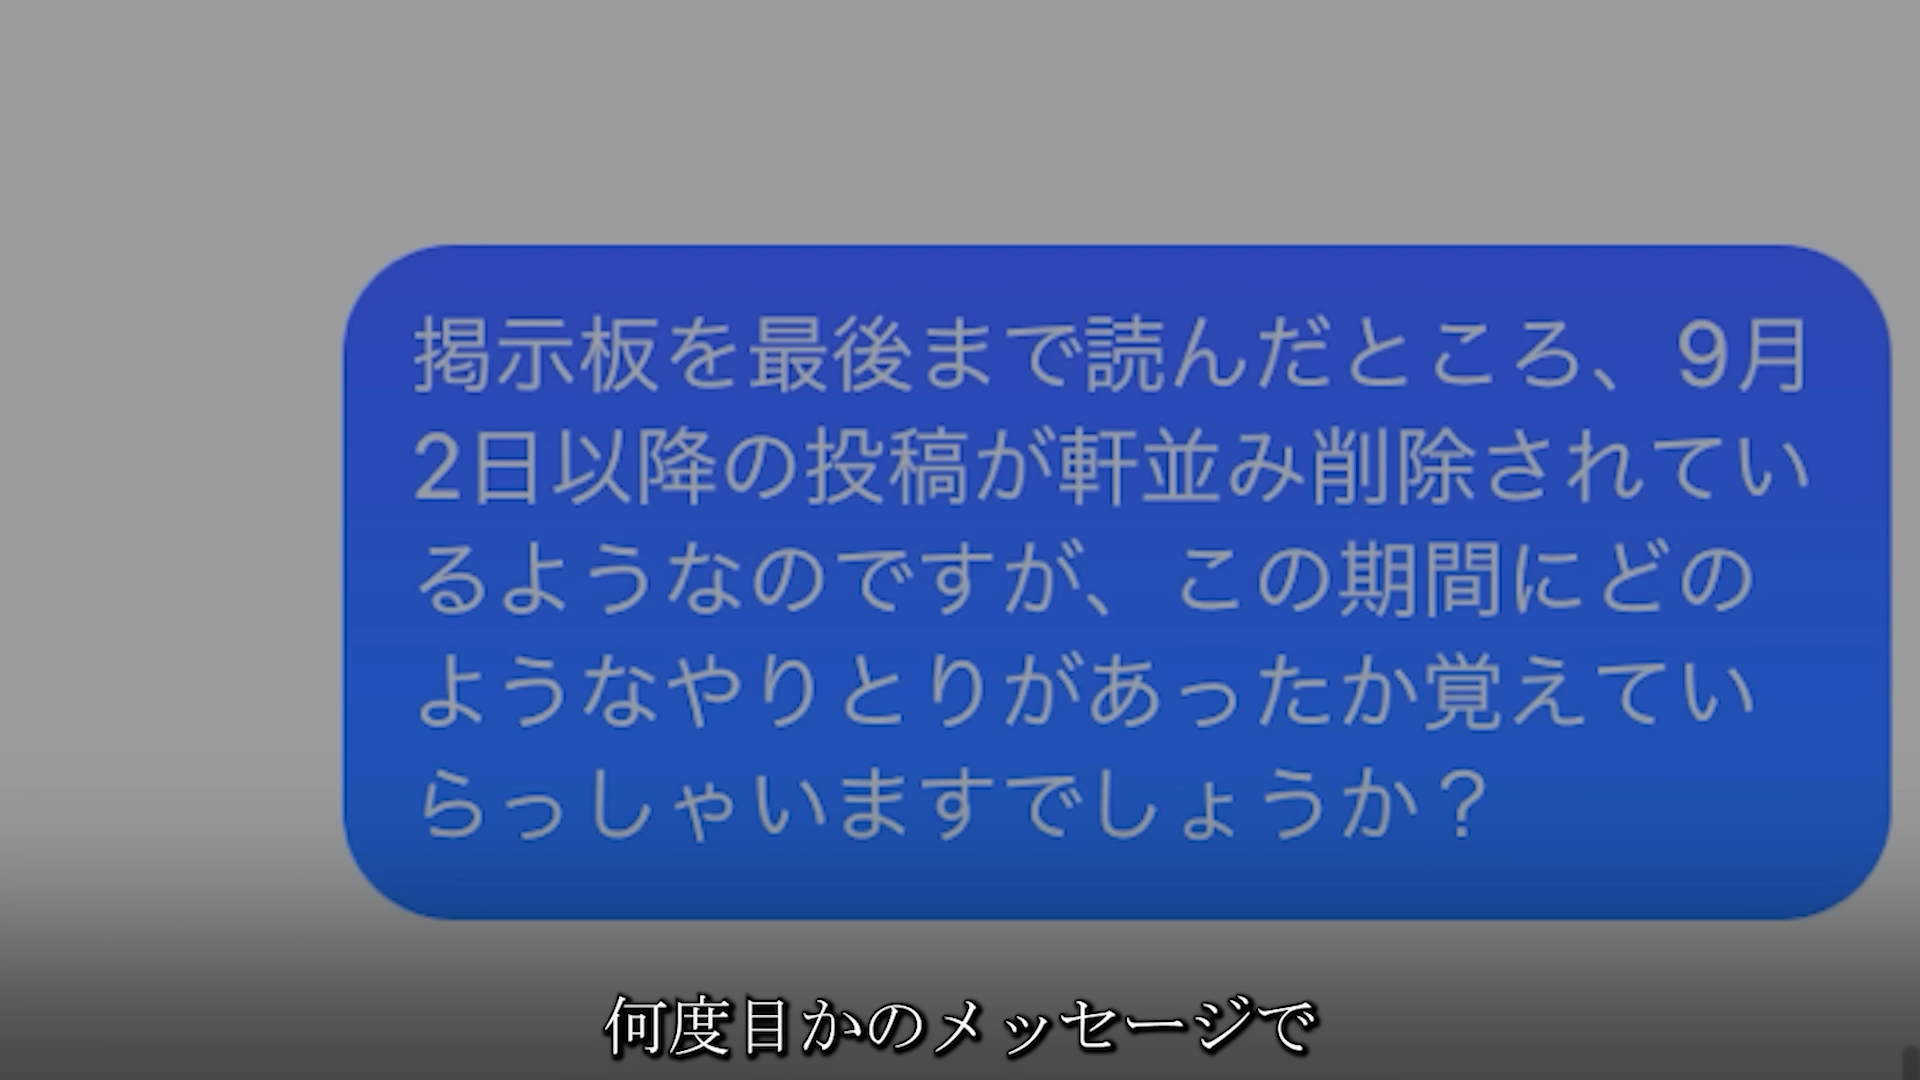 掲示板を最後まで読んだところ、9月
2日以降の投稿が軒並み削除されてい
るようなのですが、この期間にどの
ようなやりとりがあったか覚えてい
らっしゃいますでしょうか？
何度目かのメッセージで